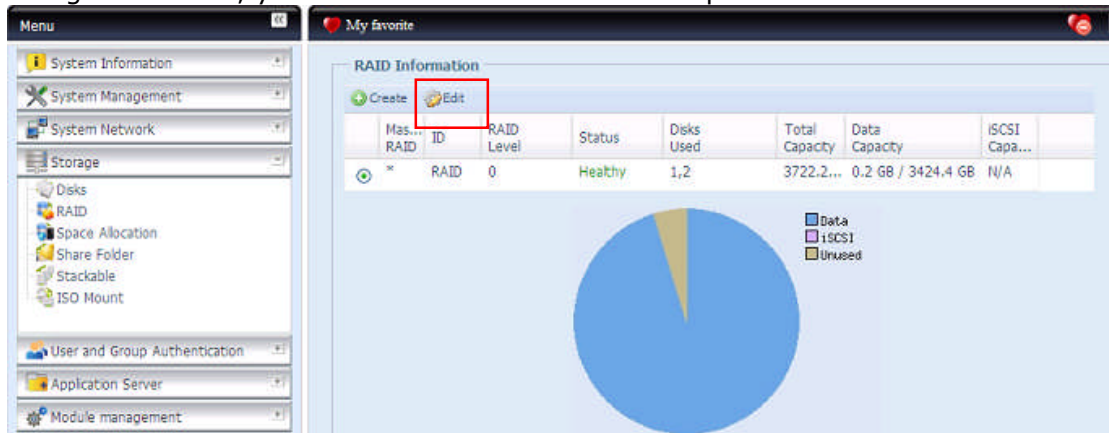 Menu
My favorite
System Information
System Management
System Network
Storage
Disks
RAID
Space Allocation
Share Folder
Stackable
ISO Mount
User and Group Authentication
Application Server
Module management
RAID Information
Create Edit
Mas... RAID ID RAID Level Status Disks Used Total Capacity Data Capacity iSCSI Capa...
* RAID 0 Healthy 1,2 3722.2... 0.2 GB / 3424.4 GB N/A
Data
iSCSI
Unused